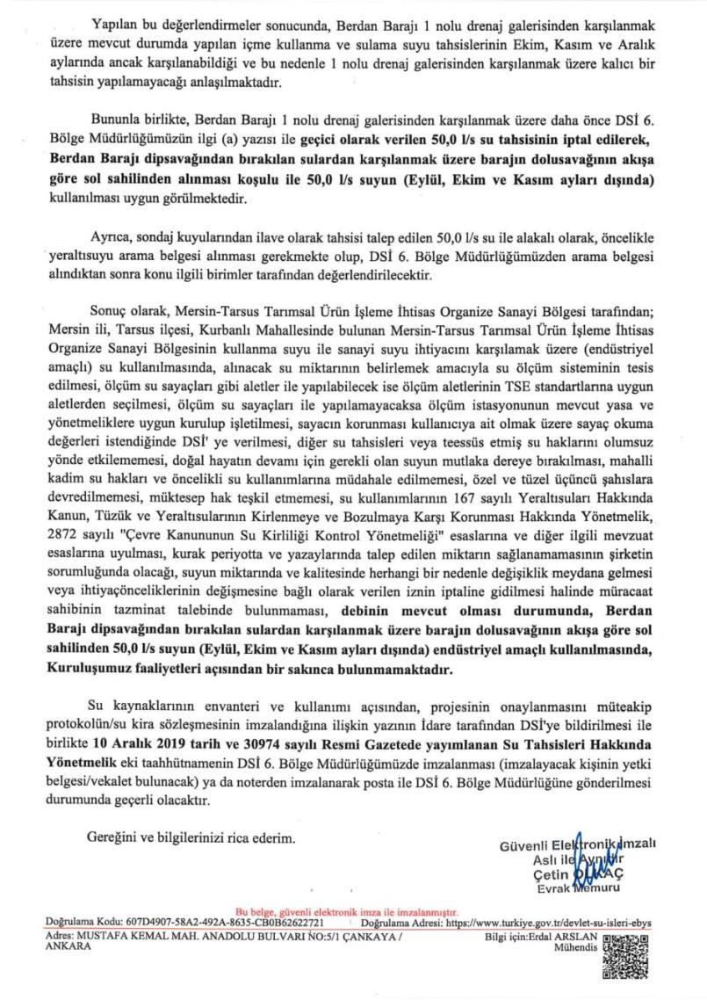 Yapılan bu değerlendirmeler sonucunda, Berdan Barajı 1 nolu drenaj galerisinden karşılanmak
üzere mevcut durumda yapılan içme kullanma ve sulama suyu tahsislerinin Ekim, Kasım ve Aralık
aylarında ancak karşılanabildiği ve bu nedenle 1 nolu drenaj galerisinden karşılanmak üzere kalıcı bir
tahsisin yapılamayacağı anlaşılmaktadır.
Bununla birlikte, Berdan Barajı 1 nolu drenaj galerisinden karşılanmak üzere daha önce DSİ 6.
Bölge Müdürlüğümüzün ilgi (a) yazısı ile geçici olarak verilen 50,0 l/s su tahsisinin iptal edilerek,
Berdan Barajı dipsavağından bırakılan sulardan karşılanmak üzere barajın dolusavağının akışa
göre sol sahilinden alınması koşulu ile 50,0 l/s suyun (Eylül, Ekim ve Kasım ayları dışında)
kullanılması uygun görülmektedir.
Ayrıca, sondaj kuyularından ilave olarak tahsisi talep edilen 50,0 l/s su ile alakalı olarak, öncelikle
yeraltısuyu arama belgesi alınması gerekmekte olup, DSİ 6. Bölge Müdürlüğümüzden arama belgesi
alındıktan sonra konu ilgili birimler tarafından değerlendirilecektir.
Sonuç olarak, Mersin-Tarsus Tarımsal Ürün İşleme İhtisas Organize Sanayi Bölgesi tarafından;
Mersin ili, Tarsus ilçesi, Kurbanlı Mahallesinde bulunan Mersin-Tarsus Tarımsal Ürün İşleme İhtisas
Organize Sanayi Bölgesinin kullanma suyu ile sanayi suyu ihtiyacını karşılamak üzere (endüstriyel
amaçlı) su kullanılmasında, alınacak su miktarının belirlemek amacıyla su ölçüm sisteminin tesis
edilmesi, ölçüm su sayaçları gibi aletler ile yapılabilecek ise ölçüm aletlerinin TSE standartlarına uygun
aletlerden seçilmesi, ölçüm su sayaçları ile yapılamayacaksa ölçüm istasyonunun mevcut yasa ve
yönetmeliklere uygun kurulup işletilmesi, sayacın korunması kullanıcıya ait olmak üzere sayaç okuma
değerleri istendiğinde DSİ' ye verilmesi, diğer su tahsisleri veya teessüs etmiş su haklarını olumsuz
yönde etkilememesi, doğal hayatın devamı için gerekli olan suyun mutlaka dereye bırakılması, mahalli
kadim su hakları ve öncelikli su kullanımlarına müdahale edilmemesi, özel ve tüzel üçüncü şahıslara
devredilmemesi, müktesep hak teşkil etmemesi, su kullanımlarının 167 sayılı Yeraltısuları Hakkında
Kanun, Tüzük ve Yeraltısularının Kirlenmeye ve Bozulmaya Karşı Korunması Hakkında Yönetmelik,
2872 sayılı "Çevre Kanununun Su Kirliliği Kontrol Yönetmeliği" esaslarına ve diğer ilgili mevzuat
esaslarına uyulması, kurak periyotta ve yazaylarında talep edilen miktarın sağlanamamasının şirketin
sorumluğunda olacağı, suyun miktarında ve kalitesinde herhangi bir nedenle değişiklik meydana gelmesi
veya ihtiyaçönceliklerinin değişmesine bağlı olarak verilen iznin iptaline gidilmesi halinde müracaat
sahibinin tazminat talebinde bulunmaması, debinin mevcut olması durumunda, Berdan
Barajı dipsavağından bırakılan sulardan karşılanmak üzere barajın dolusavağının akışa göre sol
sahilinden 50,0 l/s suyun (Eylül, Ekim ve Kasım ayları dışında) endüstriyel amaçlı kullanılmasında,
Kuruluşumuz faaliyetleri açısından bir sakınca bulunmamaktadır.
Su kaynaklarının envanteri ve kullanımı açısından, projesinin onaylanmasını müteakip
protokolün/su kira sözleşmesinin imzalandığına ilişkin yazının İdare tarafından DSİ'ye bildirilmesi ile
birlikte 10 Aralık 2019 tarih ve 30974 sayılı Resmi Gazetede yayımlanan Su Tahsisleri Hakkında
Yönetmelik eki taahhütnamenin DSİ 6. Bölge Müdürlüğümüzde imzalanması (imzalayacak kişinin yetki
belgesi/vekalet bulunacak) ya da noterden imzalanarak posta ile DSİ 6. Bölge Müdürlüğüne gönderilmesi
durumunda geçerli olacaktır.
Gereğini ve bilgilerinizi rica ederim.
Güvenli Elektronik İmzalı
Aslı ile Aynıdır
Çetin
Evrak Memuru
Bu belge, güvenli elektronik imza ile imzalanmıştır.
Doğrulama Kodu: 607D4907-58A2-492A-8635-CB0B62622721 Doğrulama Adresi: https://www.turkiye.gov.tr/devlet-su-isleri-ebys
Adres: MUSTAFA KEMAL MAH. ANADOLU BULVARI NO:5/1 ÇANKAYA / Bilgi için:Erdal ARSLAN
ANKARA Mühendis